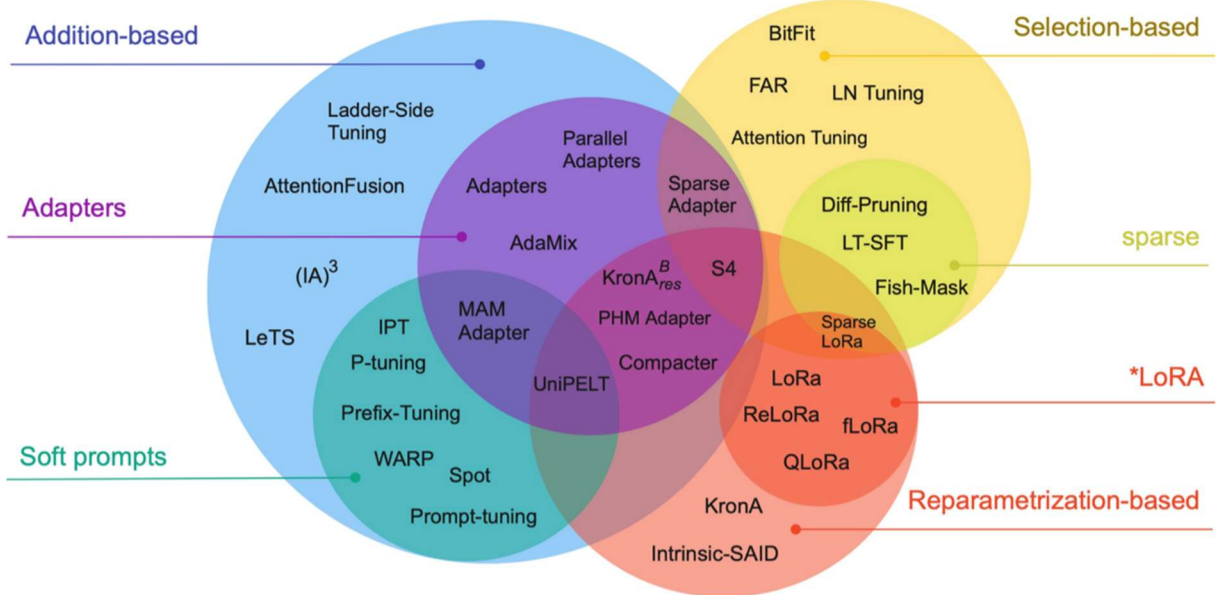 Addition-based
Selection-based
BitFit
FAR
LN Tuning
Attention Tuning
Ladder-Side
Tuning
Parallel
Adapters
AttentionFusion
Adapters
Sparse
Adapter
Adapters
Diff-Pruning
LT-SFT
sparse
AdaMix
(IA)³
KronA^B_res
S4
Fish-Mask
MAM
Adapter
PHM Adapter
Sparse
LoRa
IPT
LeTS
P-tuning
Compacter
UniPELT
LoRa
*LoRA
Prefix-Tuning
ReLoRa
fLoRa
Soft prompts
WARP
Spot
QLoRa
Reparametrization-based
Prompt-tuning
KronA
Intrinsic-SAID